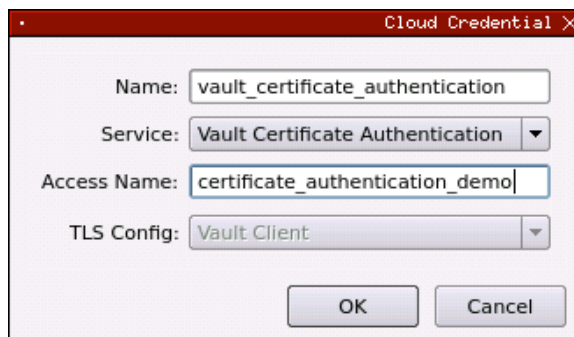 Cloud Credential
Name: vault_certificate_authentication
Service: Vault Certificate Authentication
Access Name: certificate_authentication_demo
TLS Config: Vault Client
OK Cancel